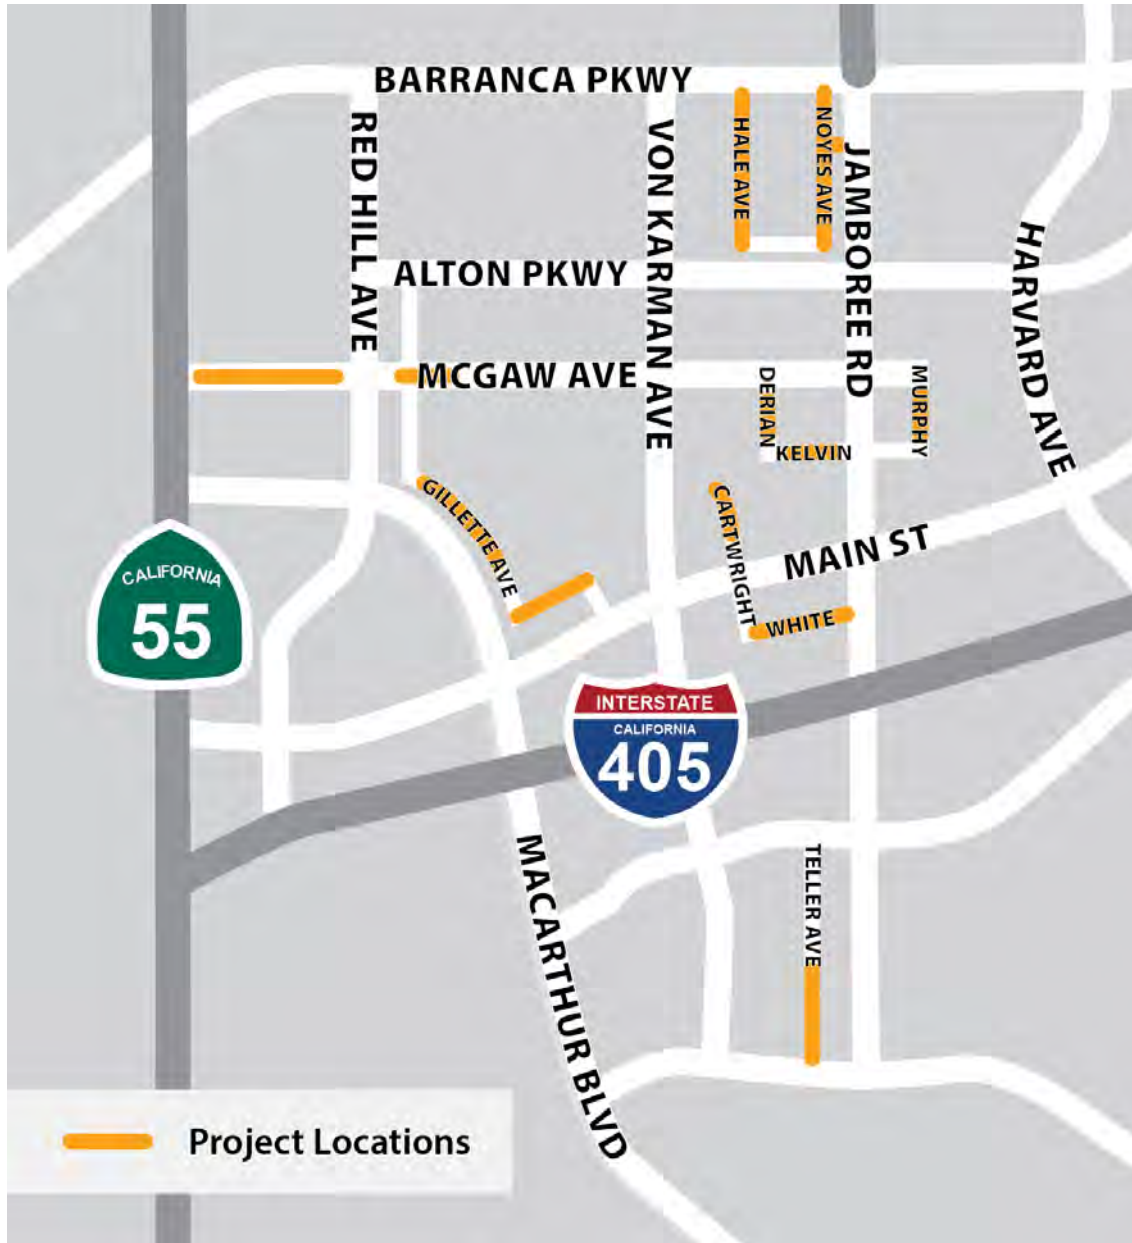 BARRANCA PKWY
RED HILL AVE
VON KARMAN AVE
HALE AVE
NOYES AVE
JAMBOREE RD
HARVARD AVE
ALTON PKWY
MCGAW AVE
DERIAN
MURPHY
KELVIN
GILLETTE AVE
CARTWRIGHT
MAIN ST
WHITE
CALIFORNIA
55
INTERSTATE
CALIFORNIA
405
MACARTHUR BLVD
TELLER AVE
Project Locations